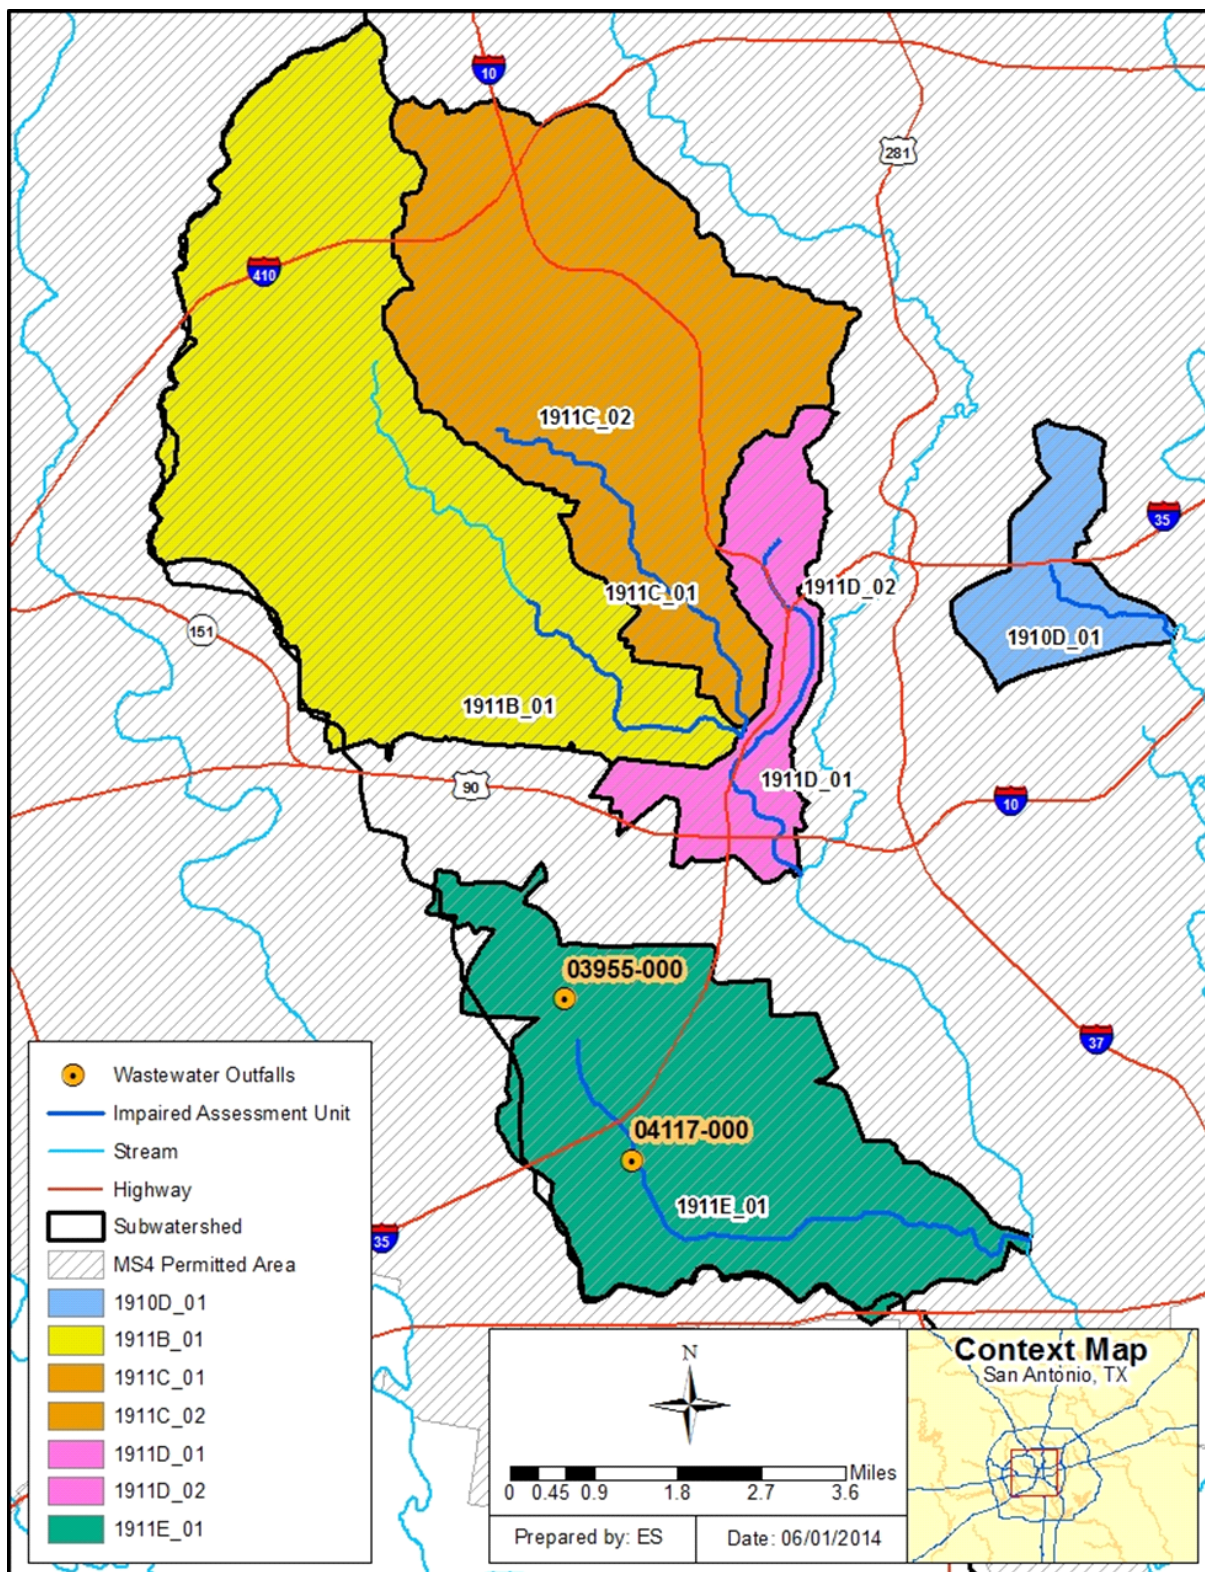 10
281
410
1911C_02
35
1911C_01
1911D_02
151
1910D_01
1911B_01
1911D_01
90
10
03955-000
37
04117-000
1911E_01
35
Wastewater Outfalls
Impaired Assessment Unit
Stream
Highway
Subwatershed
MS4 Permitted Area
1910D_01
1911B_01
1911C_01
1911C_02
1911D_01
1911D_02
1911E_01
N
Miles
0 0.45 0.9 1.8 2.7 3.6
Prepared by: ES
Date: 06/01/2014
Context Map
San Antonio, TX